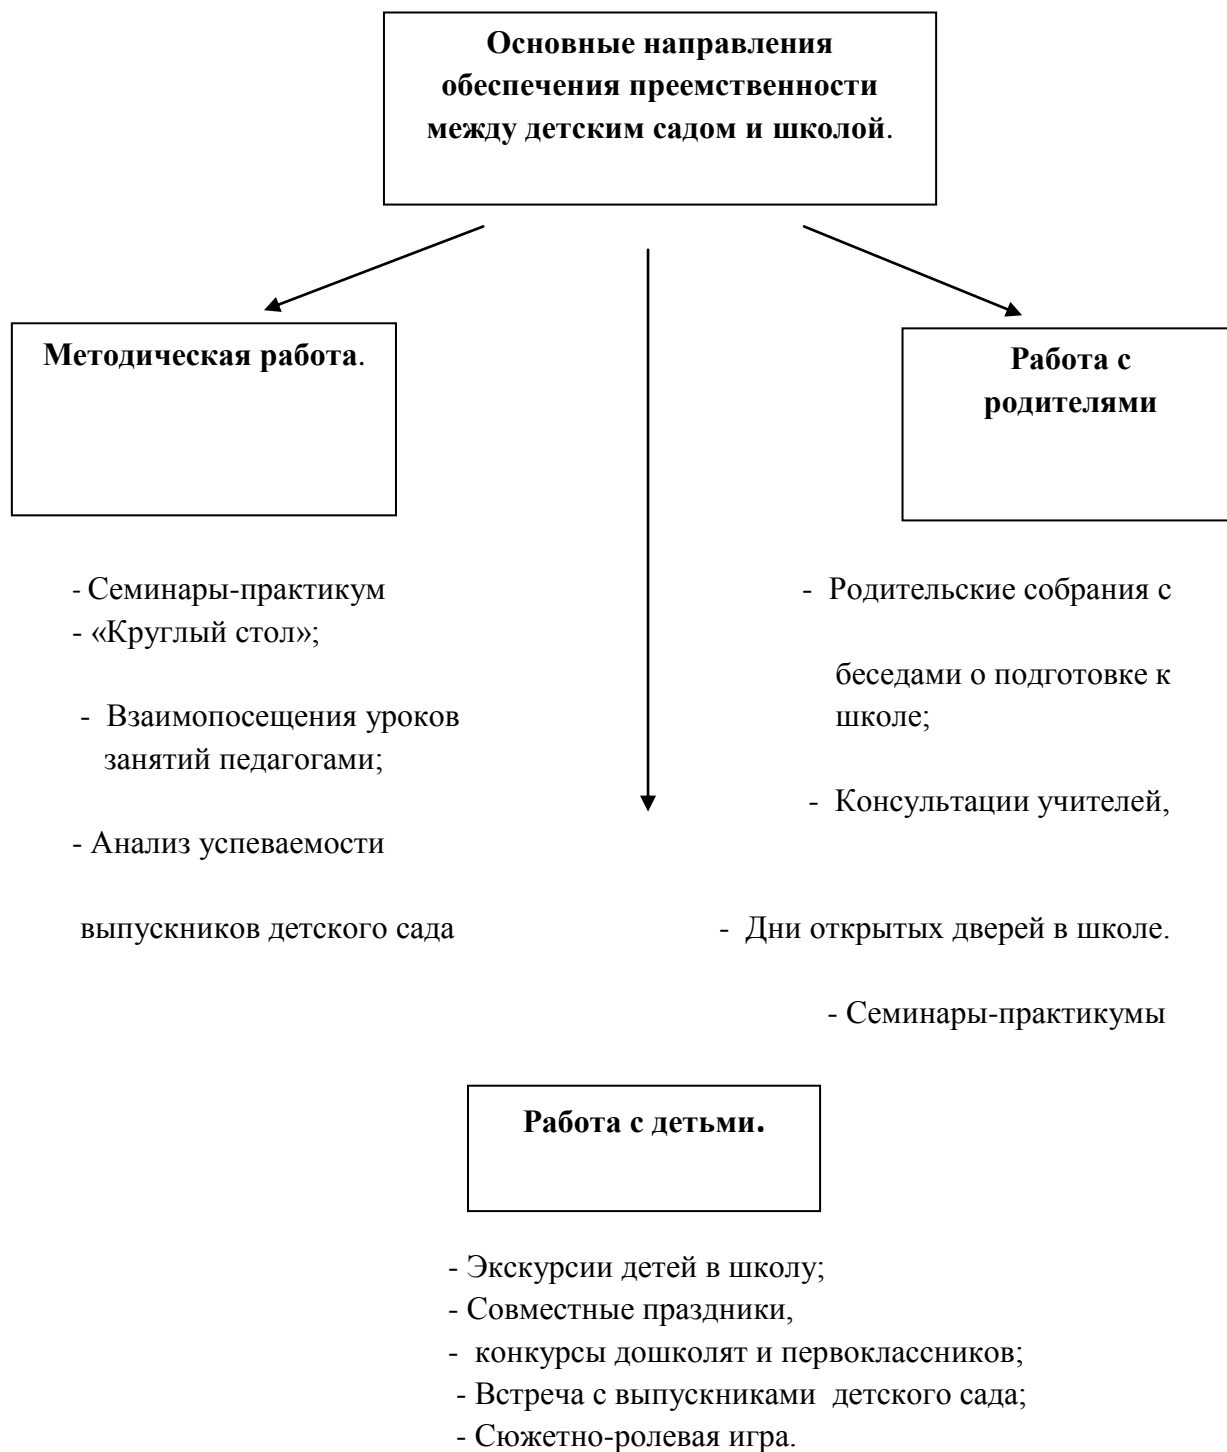 Основные направления
обеспечения преемственности
между детским садом и школой.
Методическая работа.
- Семинары-практикум
- «Круглый стол»;
- Взаимопосещения уроков
занятий педагогами;
- Анализ успеваемости
выпускников детского сада
Работа с
родителями
- Родительские собрания с
беседами о подготовке к
школе;
- Консультации учителей,
- Дни открытых дверей в школе.
- Семинары-практикумы
Работа с детьми.
- Экскурсии детей в школу;
- Совместные праздники,
- конкурсы дошколят и первоклассников;
- Встреча с выпускниками детского сада;
- Сюжетно-ролевая игра.